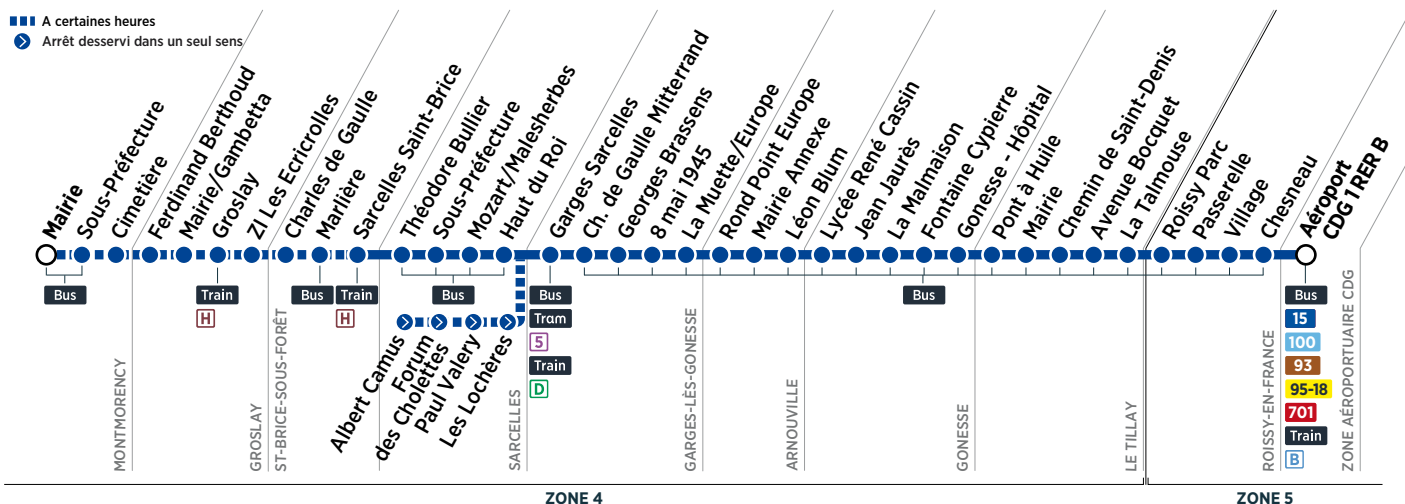 A certaines heures
Arrêt desservi dans un seul sens
Mairie
Sous-Préfecture
Cimetière
Ferdinand Berthoud
Mairie/Gambetta
Groslay
ZI Les Ecricrolles
Charles de Gaulle
Marlière
Sarcelles Saint-Brice
Théodore Bullier
Sous-Préfecture
Mozart/Malesherbes
Haut du Roi
Garges Sarcelles
Ch. de Gaulle Mitterrand
Georges Brassens
8 mai 1945
La Muette/Europe
Rond Point Europe
Mairie Annexe
Léon Blum
Lycée René Cassin
Jean Jaurès
La Malmaison
Fontaine Cypierre
Gonesse - Hôpital
Pont à Huile
Mairie
Chemin de Saint-Denis
Avenue Bocquet
La Talmouse
Roissy Parc
Passerelle
Village
Chesneau
Aéroport
CDG 1 RER B
Bus
Train
H
Bus
Train
H
Bus
Bus
Tram
5
Train
D
Bus
Bus
15
100
93
95-18
701
Train
B
Albert Camus
Forum
des Cholettes
Paul Valery
Les Lochères
MONTMORENCY
GROSLAY
ST-BRICE-SOUS-FORÊT
SARCELLES
GARGES-LÈS-GONESSE
ARNOUVILLE
GONESSE
LE TILLAY
ROISSY-EN-FRANCE
ZONE AÉROPORTUAIRE CDG
ZONE 4
ZONE 5